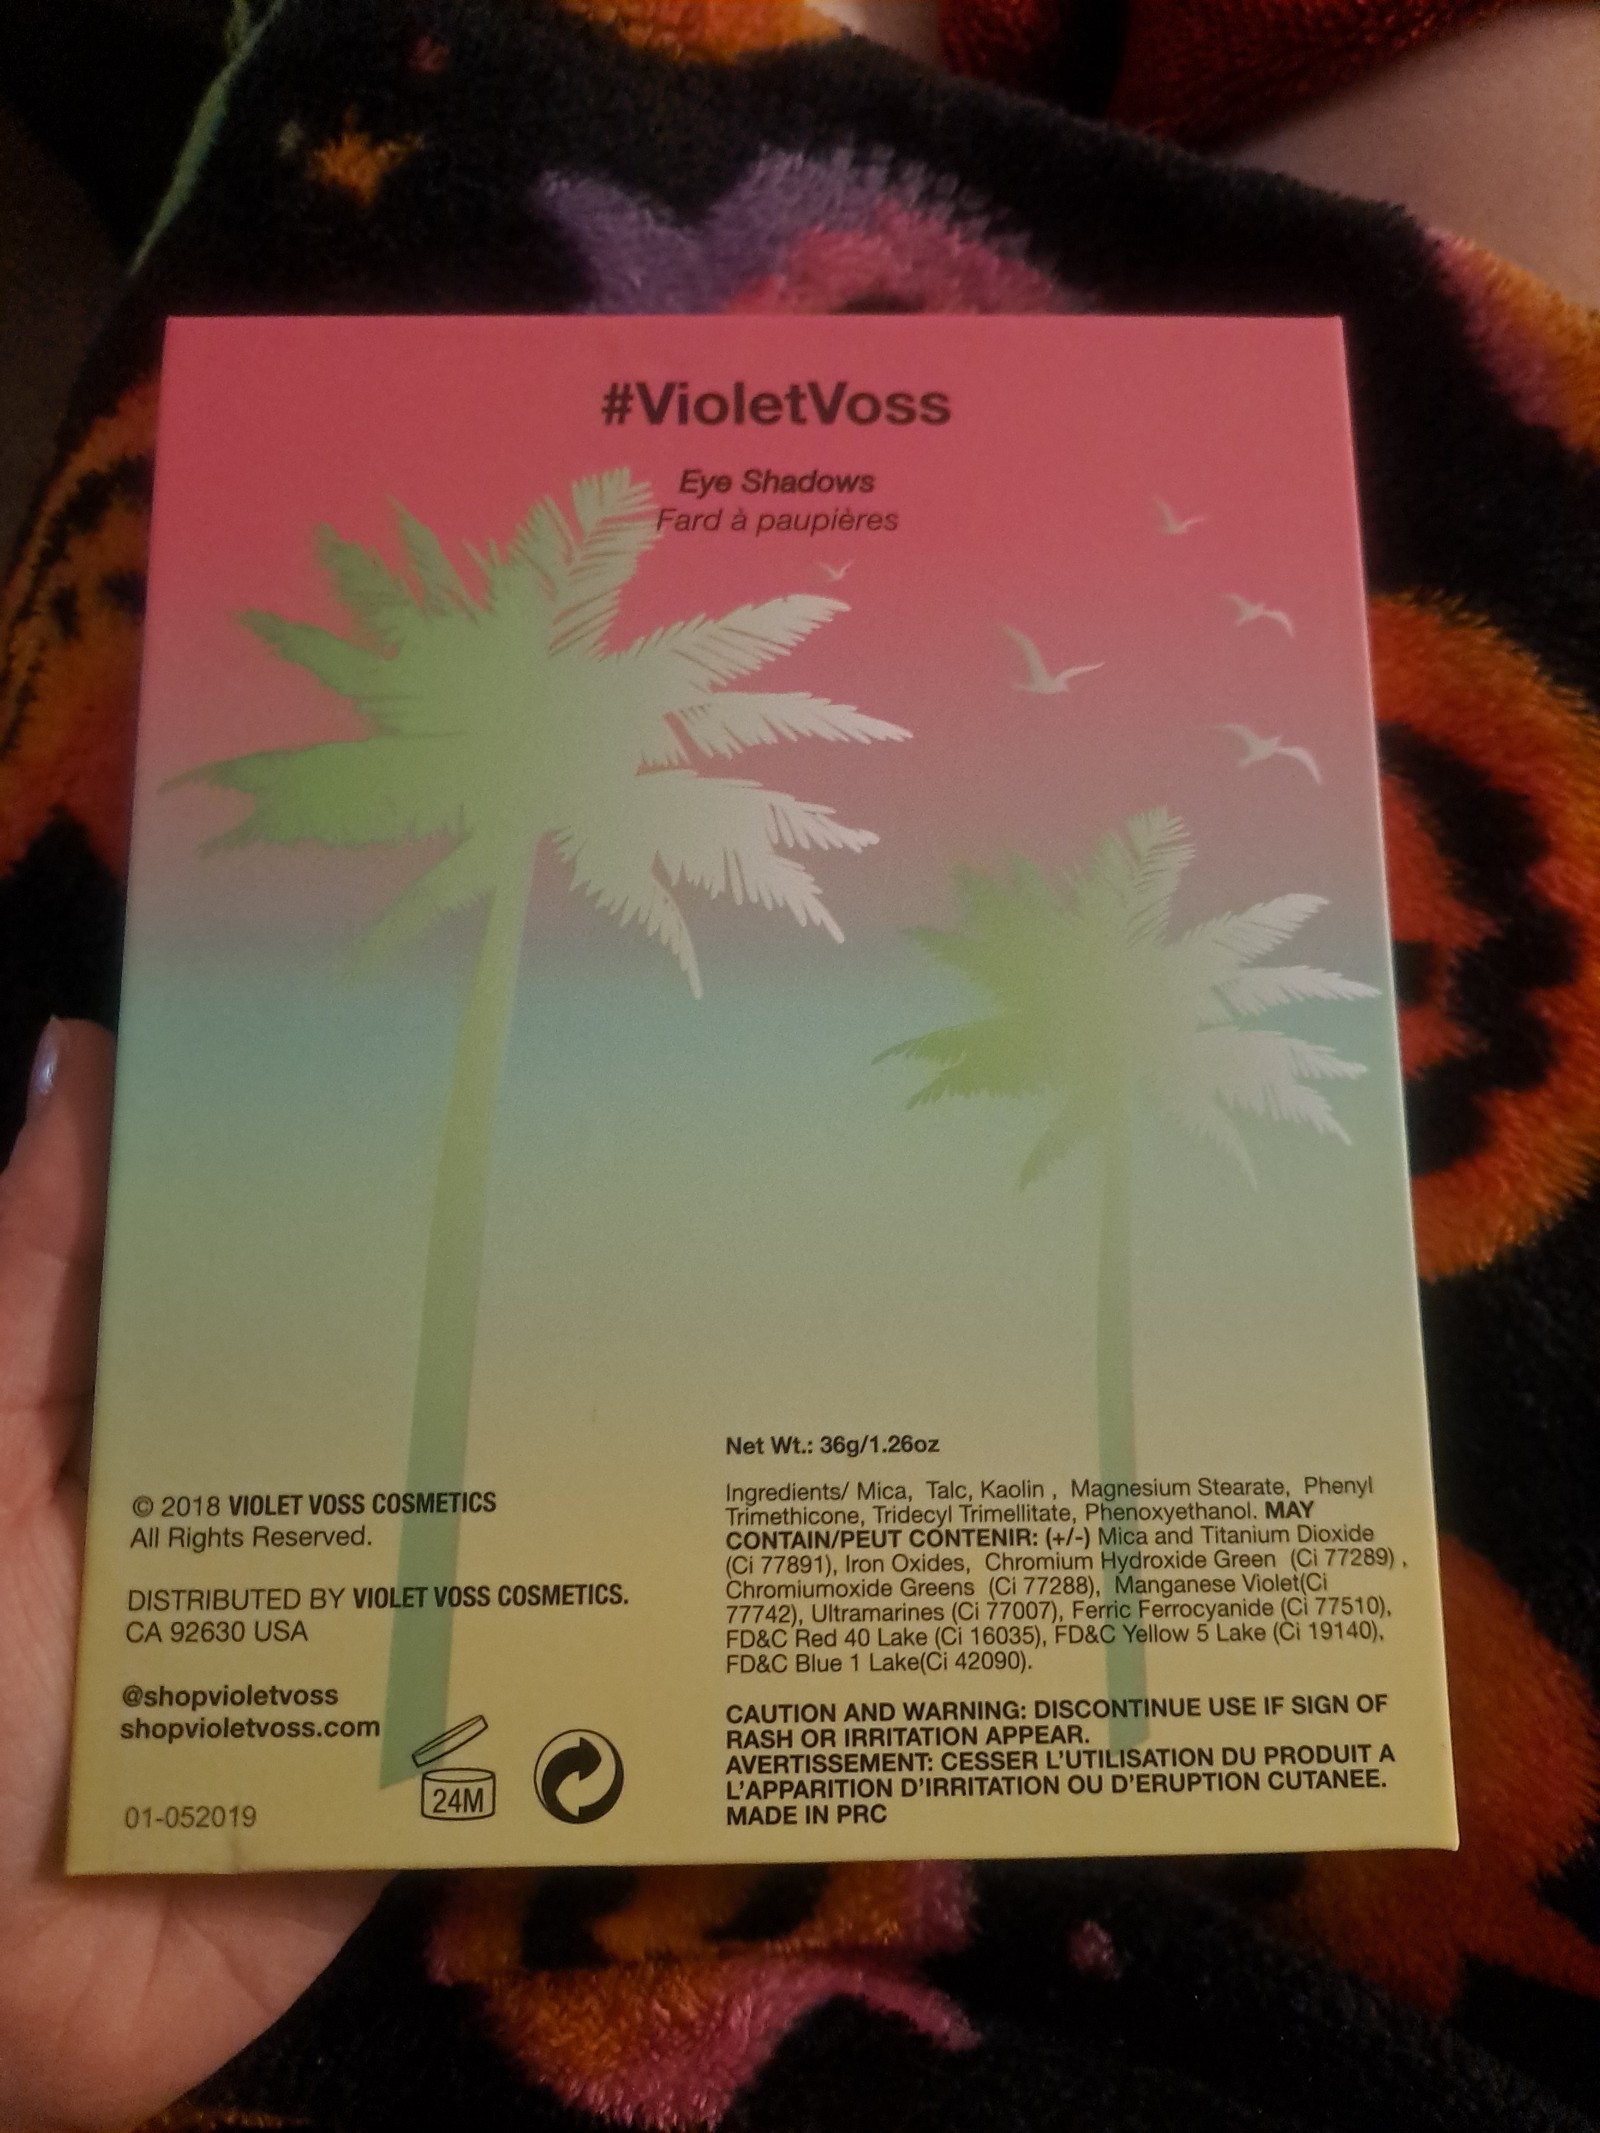 #VioletVoss
Eye Shadows
Fard à paupières
© 2018 VIOLET VOSS COSMETICS
All Rights Reserved.
DISTRIBUTED BY VIOLET VOSS COSMETICS.
CA 92630 USA
@shopvioletvoss
shopvioletvoss.com
24M
01-052019
Net Wt.: 36g/1.26oz
Ingredients/ Mica, Talc, Kaolin , Magnesium Stearate, Phenyl
Trimethicone, Tridecyl Trimellitate, Phenoxyethanol. MAY
CONTAIN/PEUT CONTENIR: (+/-) Mica and Titanium Dioxide
(Ci 77891), Iron Oxides, Chromium Hydroxide Green (Ci 77289) ,
Chromiumoxide Greens (Ci 77288), Manganese Violet(Ci
77742), Ultramarines (Ci 77007), Ferric Ferrocyanide (Ci 77510),
FD&C Red 40 Lake (Ci 16035), FD&C Yellow 5 Lake (Ci 19140),
FD&C Blue 1 Lake(Ci 42090).
CAUTION AND WARNING: DISCONTINUE USE IF SIGN OF
RASH OR IRRITATION APPEAR.
AVERTISSEMENT: CESSER L'UTILISATION DU PRODUIT A
L'APPARITION D'IRRITATION OU D'ERUPTION CUTANEE.
MADE IN PRC